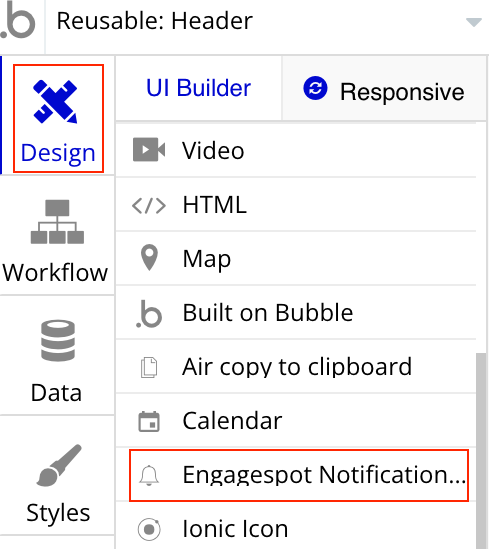 .b Reusable: Header
Design
UI Builder
Responsive
Video
</> HTML
Workflow
Map
Built on Bubble
Data
Air copy to clipboard
Calendar
Styles
Engagespot Notification...
Ionic Icon